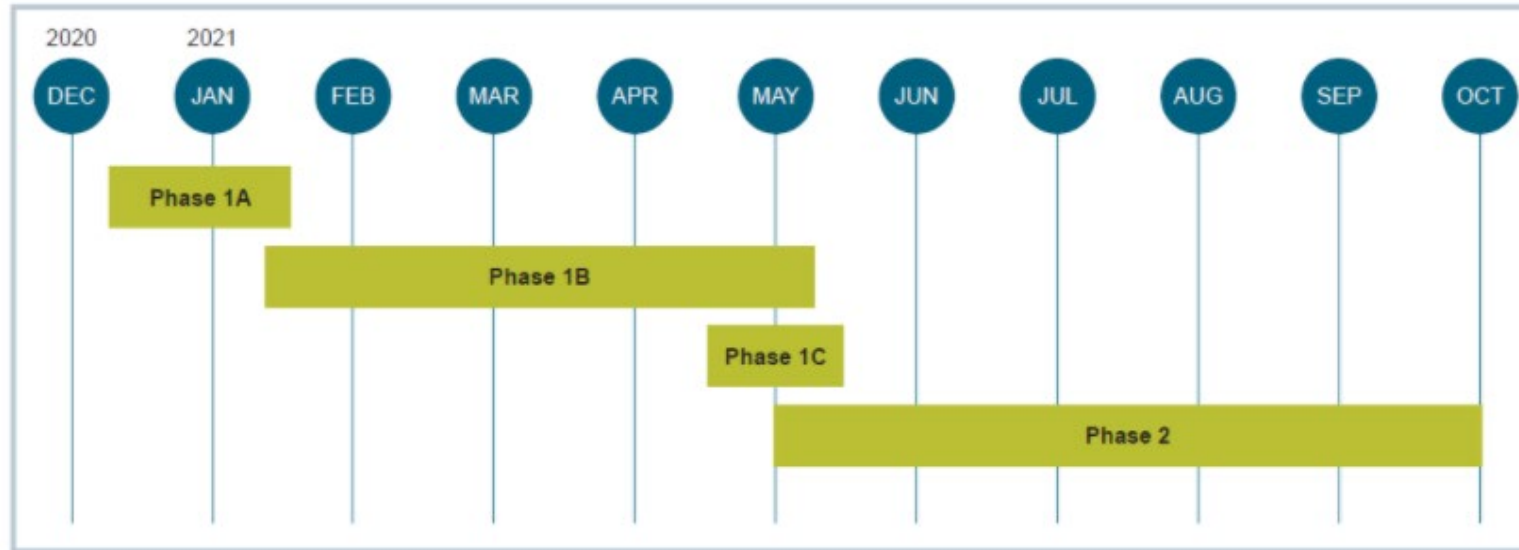 2020 2021
DEC JAN FEB MAR APR MAY JUN JUL AUG SEP OCT
Phase 1A
Phase 1B
Phase 1C
Phase 2